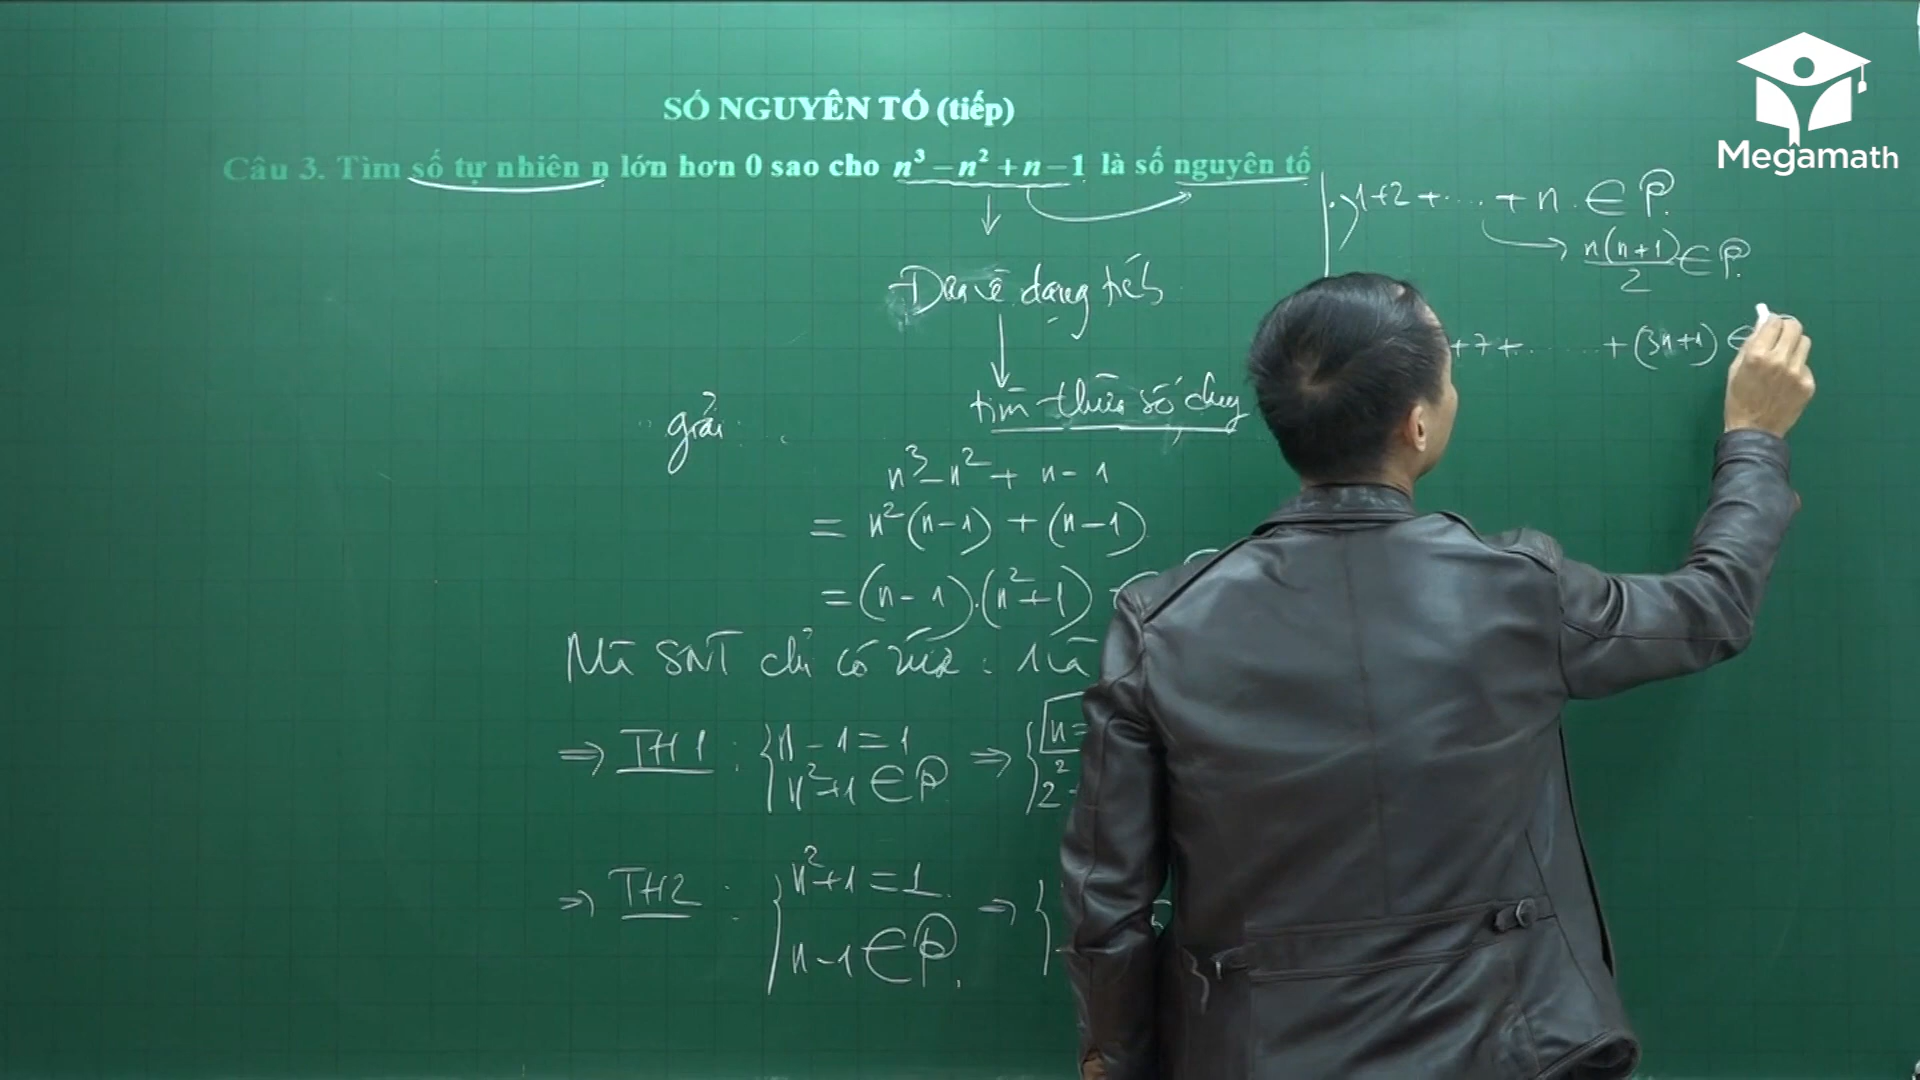 Megamath
SỐ NGUYÊN TỐ (tiếp)
Câu 3. Tìm số tự nhiên n lớn hơn 0 sao cho n³ – n² + n – 1 là số nguyên tố
1+2+.....+n ∈ P.
n(n+1)/2 ∈ P.
+7+.......+(3n+1) ∈
Đưa về dạng tích
tìm thừa số chung
giải
n³ – n² + n – 1
= n²(n–1) + (n–1)
= (n–1).(n²+1)
Mà SNT chỉ có ước : 1 và
⇒ TH1 : { n – 1 = 1
n²+1 ∈ P ⇒ { n =
2² +
⇒ TH2 : { n²+1 = 1
n–1 ∈ P. ⇒ {